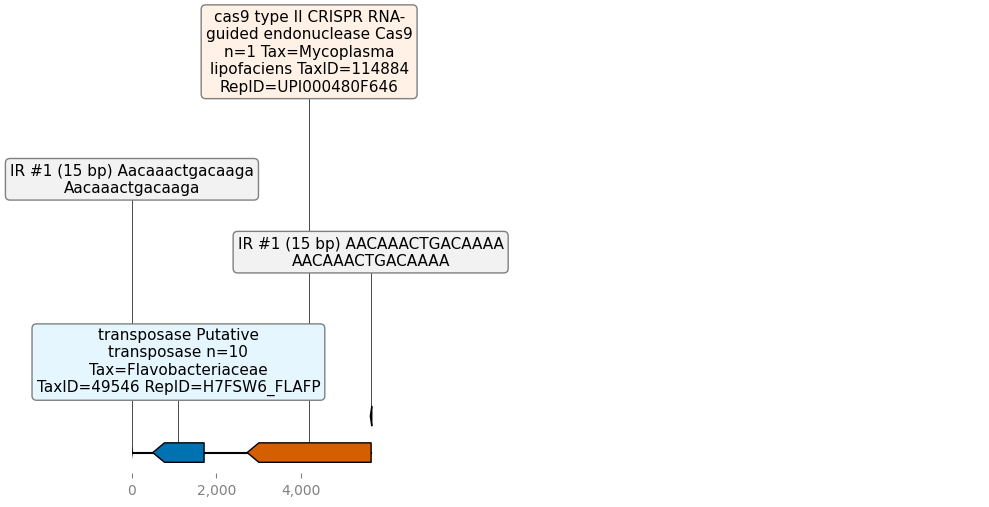 cas9 type II CRISPR RNA-
guided endonuclease Cas9
n=1 Tax=Mycoplasma
lipofaciens TaxID=114884
RepID=UPI000480F646
IR #1 (15 bp) Aacaaactgacaaga
Aacaaactgacaaga
IR #1 (15 bp) AACAAACTGACAAAA
AACAAACTGACAAAA
transposase Putative
transposase n=10
Tax=Flavobacteriaceae
TaxID=49546 RepID=H7FSW6_FLAFP
0 2,000 4,000